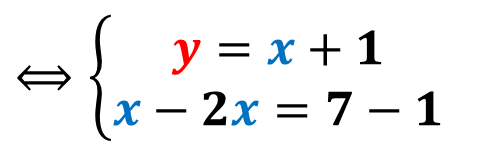 ⇔ { y = x + 1
x − 2x = 7 − 1